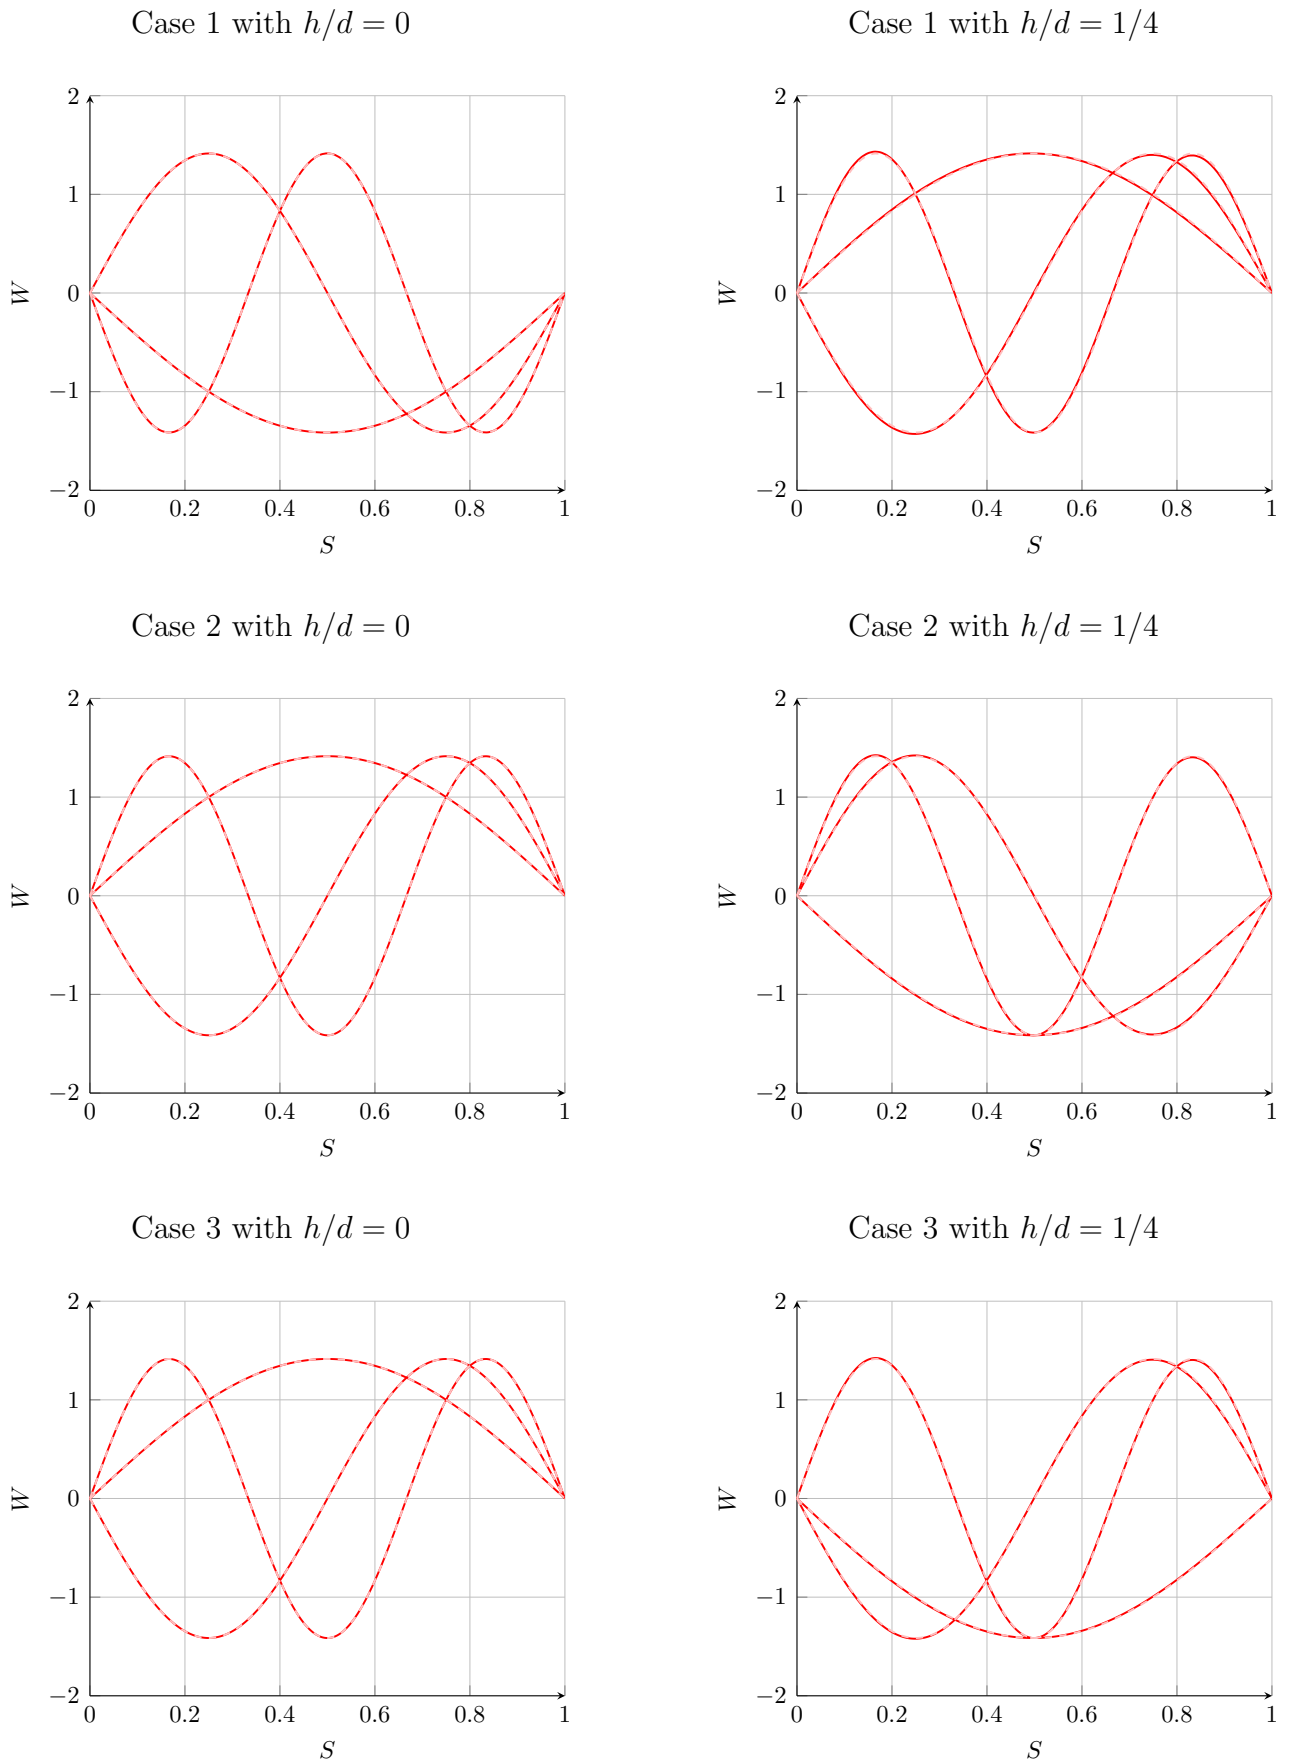 Case 1 with h/d = 0
2
1
0
−1
−2
W
0 0.2 0.4 0.6 0.8 1
S
Case 1 with h/d = 1/4
2
1
0
−1
−2
W
0 0.2 0.4 0.6 0.8 1
S
Case 2 with h/d = 0
2
1
0
−1
−2
W
0 0.2 0.4 0.6 0.8 1
S
Case 2 with h/d = 1/4
2
1
0
−1
−2
W
0 0.2 0.4 0.6 0.8 1
S
Case 3 with h/d = 0
2
1
0
−1
−2
W
0 0.2 0.4 0.6 0.8 1
S
Case 3 with h/d = 1/4
2
1
0
−1
−2
W
0 0.2 0.4 0.6 0.8 1
S